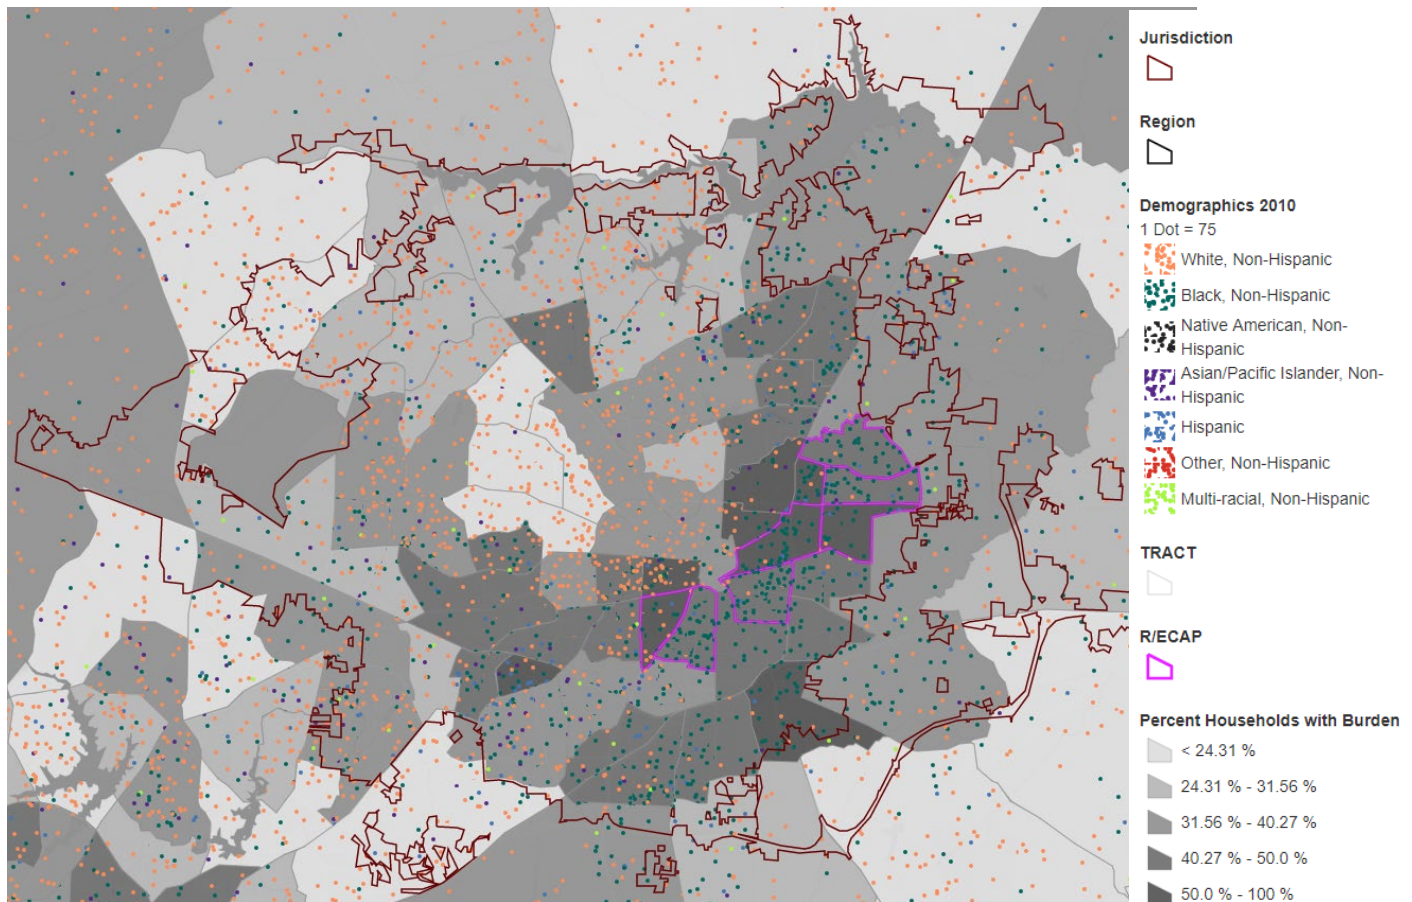 Jurisdiction
Region
Demographics 2010
1 Dot = 75
White, Non-Hispanic
Black, Non-Hispanic
Native American, Non-
Hispanic
Asian/Pacific Islander, Non-
Hispanic
Hispanic
Other, Non-Hispanic
Multi-racial, Non-Hispanic
TRACT
R/ECAP
Percent Households with Burden
< 24.31 %
24.31 % - 31.56 %
31.56 % - 40.27 %
40.27 % - 50.0 %
50.0 % - 100 %